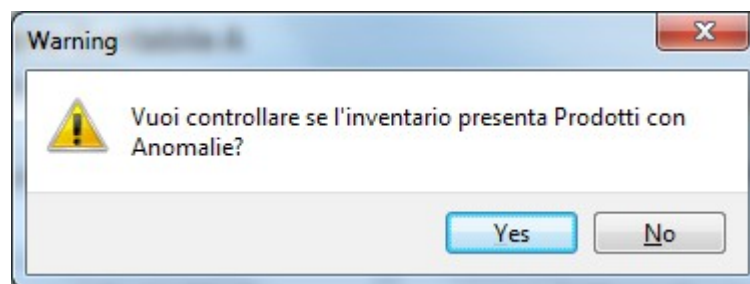 Warning
Vuoi controllare se l'inventario presenta Prodotti con
Anomalie?
Yes
No